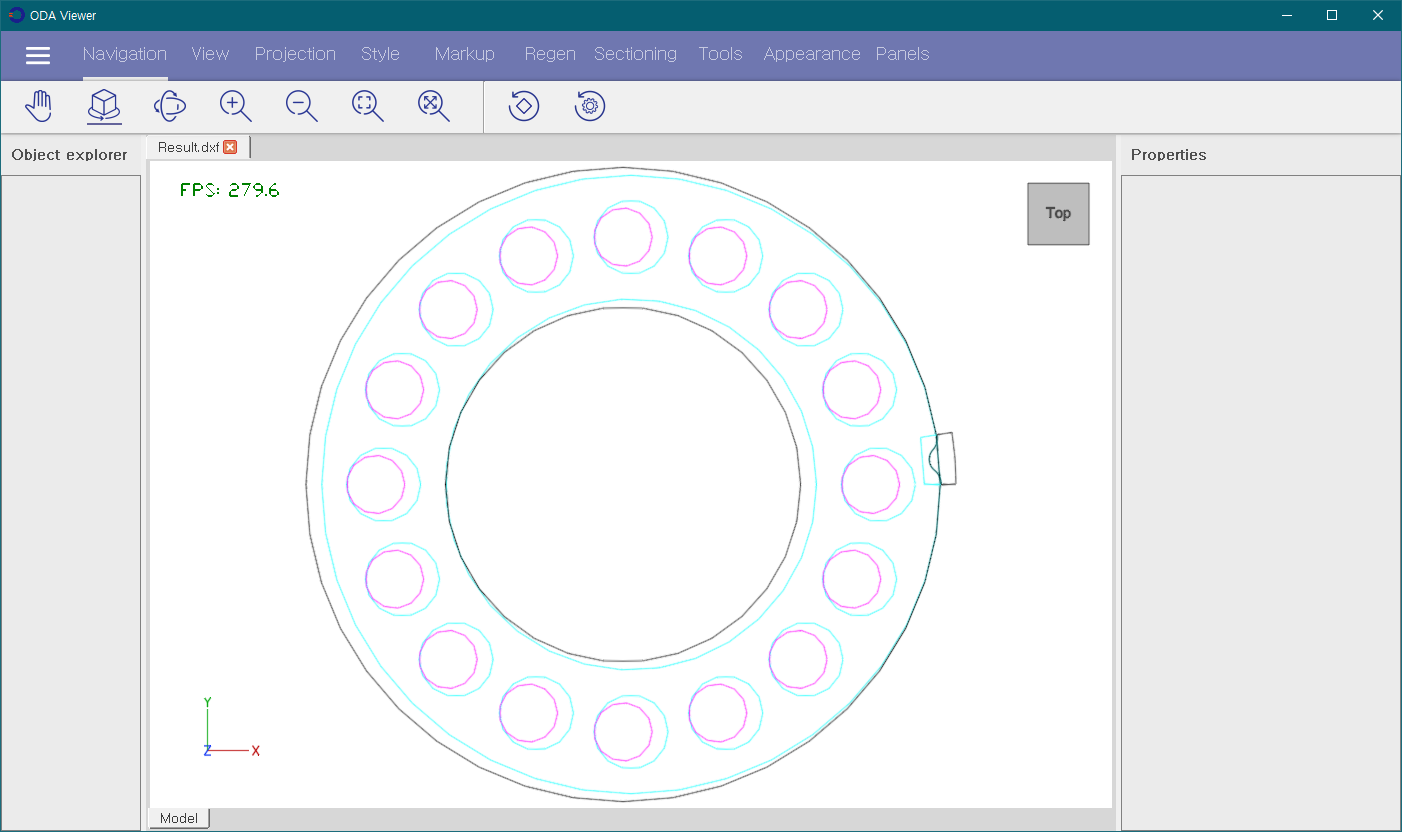 ODA Viewer
Navigation View Projection Style Markup Regen Sectioning Tools Appearance Panels
Object explorer
Result.dxf
Properties
FPS: 279.6
Top
Y
Z X
Model